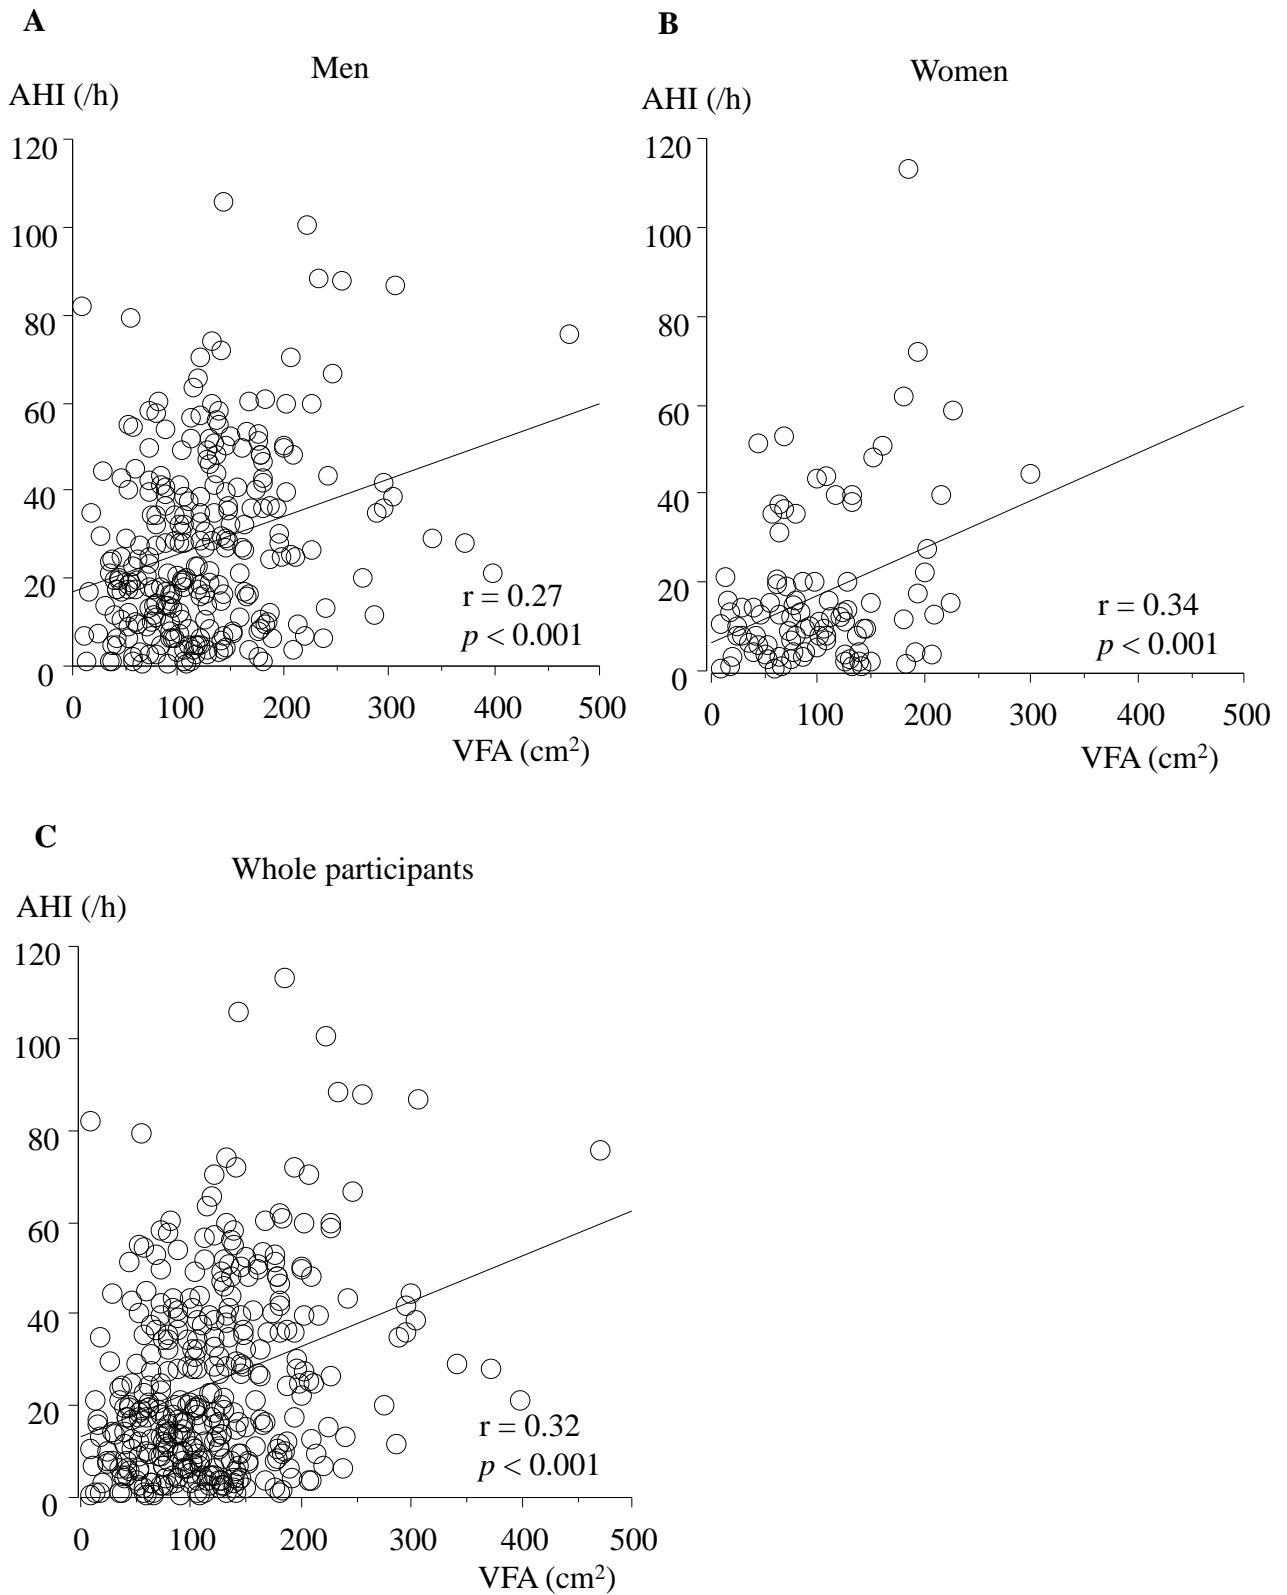 A
Men
AHI (/h)
120
100
80
60
40
20
0
0 100 200 300 400 500
r = 0.27
p < 0.001
VFA (cm²)
B
Women
AHI (/h)
120
100
80
60
40
20
0
0 100 200 300 400 500
r = 0.34
p < 0.001
VFA (cm²)
C
Whole participants
AHI (/h)
120
100
80
60
40
20
0
0 100 200 300 400 500
r = 0.32
p < 0.001
VFA (cm²)